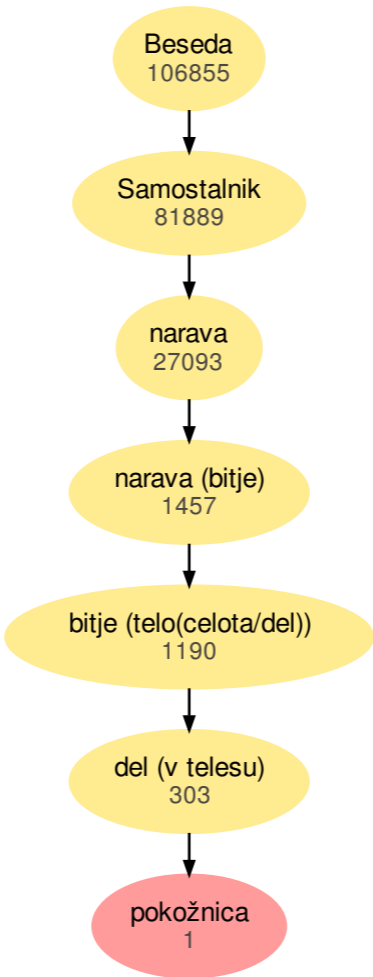 Beseda
106855
Samostalnik
81889
narava
27093
narava (bitje)
1457
bitje (telo(celota/del))
1190
del (v telesu)
303
pokožnica
1